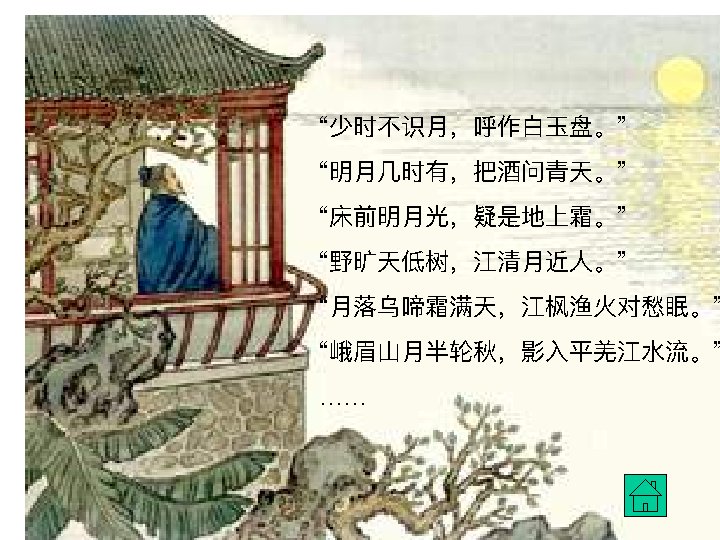 “少时不识月，呼作白玉盘。”
“明月几时有，把酒问青天。”
“床前明月光，疑是地上霜。”
“野旷天低树，江清月近人。”
“月落乌啼霜满天，江枫渔火对愁眠。”
“峨眉山月半轮秋，影入平羌江水流。”
……